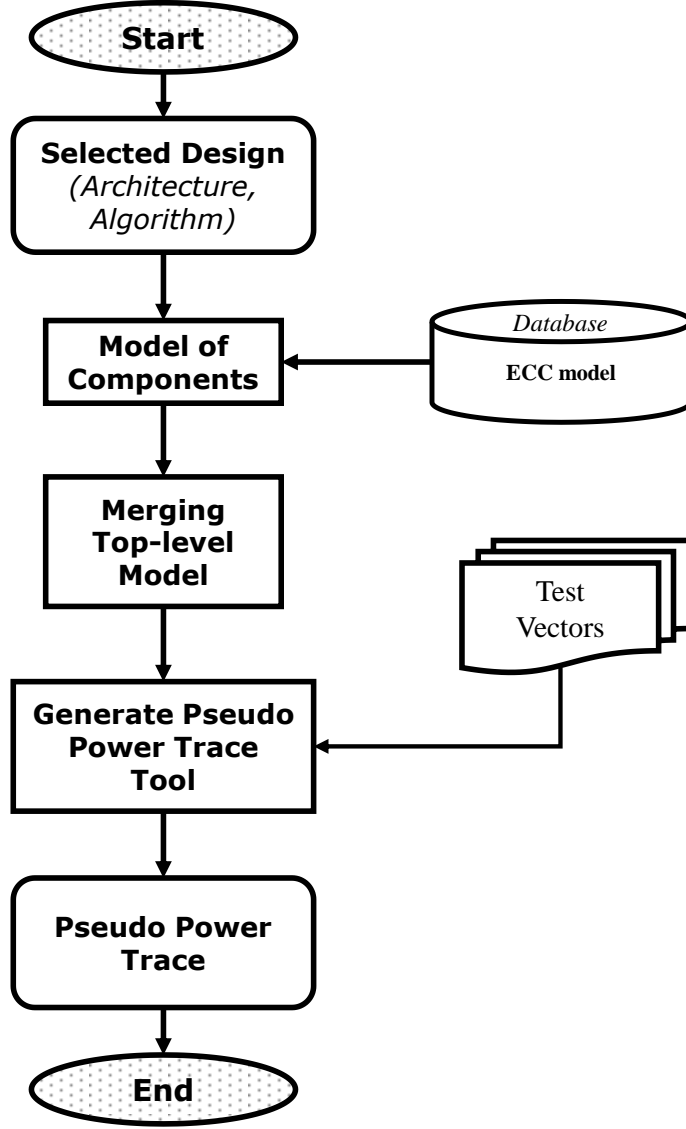 Start
Selected Design
(Architecture,
Algorithm)
Model of
Components
Database
ECC model
Merging
Top-level
Model
Test
Vectors
Generate Pseudo
Power Trace
Tool
Pseudo Power
Trace
End